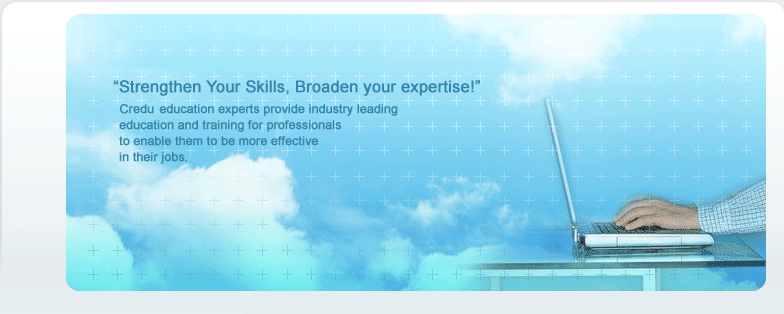 “Strengthen Your Skills, Broaden your expertise!”
Credu education experts provide industry leading
education and training for professionals
to enable them to be more effective
in their jobs.